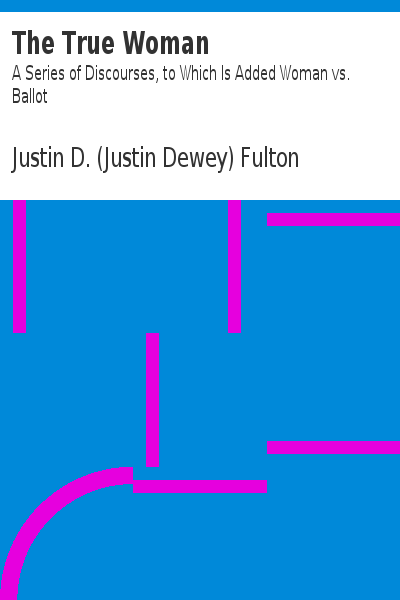 The True Woman
A Series of Discourses, to Which Is Added Woman vs.
Ballot
Justin D. (Justin Dewey) Fulton